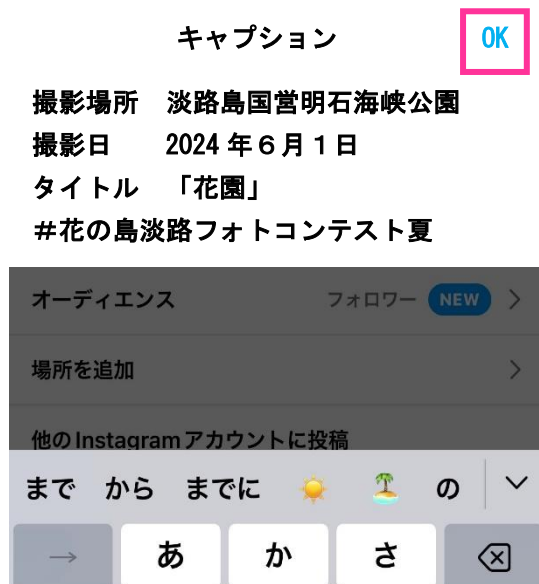 キャプション OK
撮影場所　淡路島国営明石海峡公園
撮影日　2024年６月１日
タイトル　「花園」
＃花の島淡路フォトコンテスト夏
オーディエンス フォロワー NEW
場所を追加
他のInstagramアカウントに投稿
まで から までに の
→ あ か さ